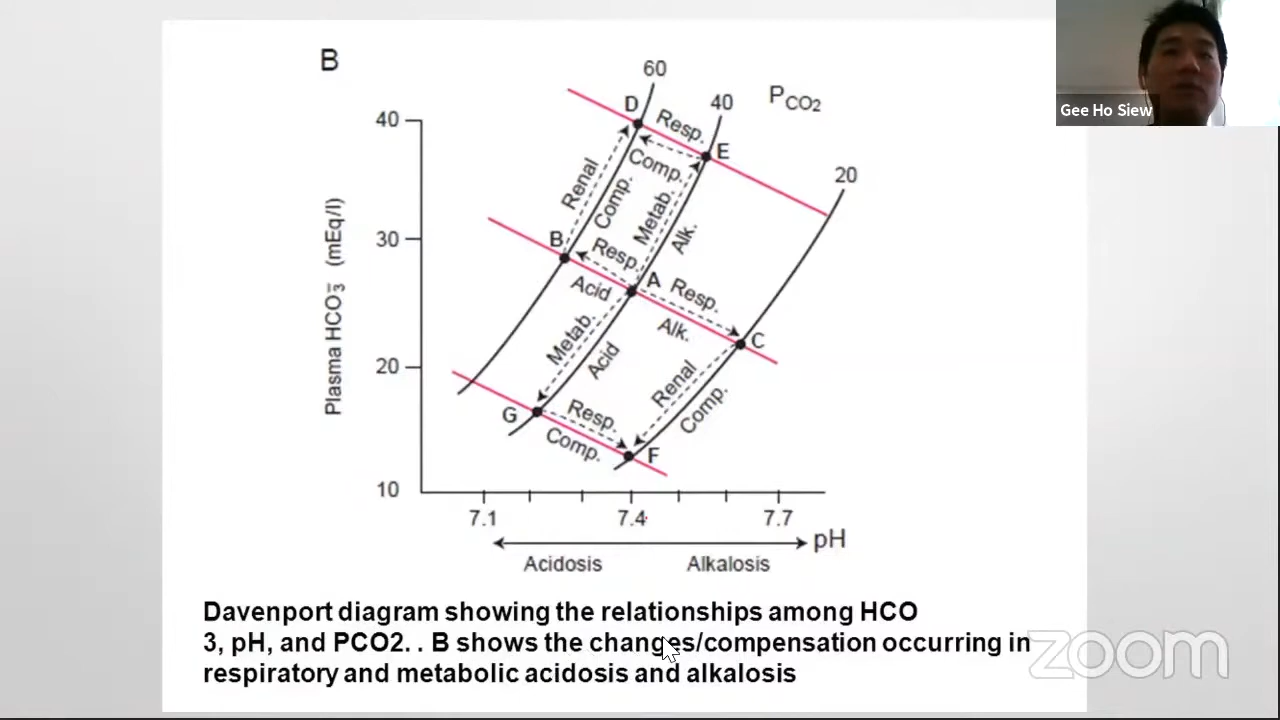 B
60
40
PCO2
20
D
Resp.
E
Comp.
Renal
Comp.
Metab.
Alk.
B
Resp.
A
Resp.
Acid
Alk.
C
Metab.
Acid
Renal
Comp.
G
Resp.
Comp.
F
40
30
20
10
Plasma HCO3̄ (mEq/l)
7.1
7.4
7.7
pH
Acidosis
Alkalosis
Davenport diagram showing the relationships among HCO
3, pH, and PCO2. . B shows the changes/compensation occurring in
respiratory and metabolic acidosis and alkalosis
Gee Ho Siew
zoom